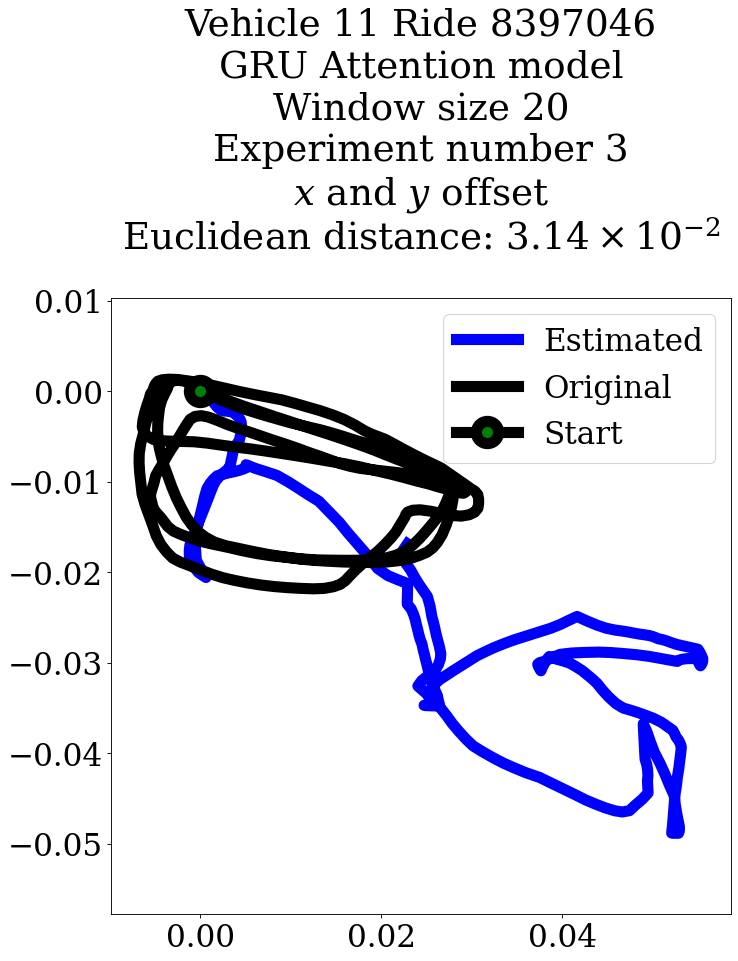 Vehicle 11 Ride 8397046
GRU Attention model
Window size 20
Experiment number 3
x and y offset
Euclidean distance: 3.14 × 10⁻²
Estimated
Original
Start
0.01
0.00
−0.01
−0.02
−0.03
−0.04
−0.05
0.00 0.02 0.04